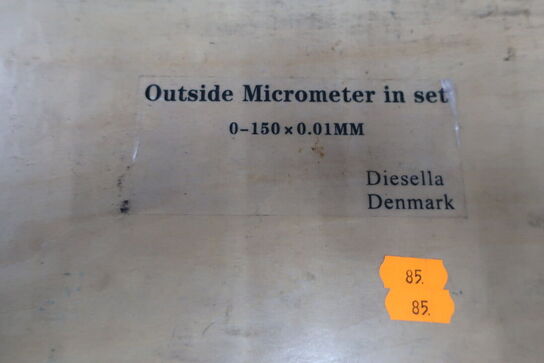 Outside Micrometer in set
0-150×0.01MM
Diesella
Denmark
85.
85.